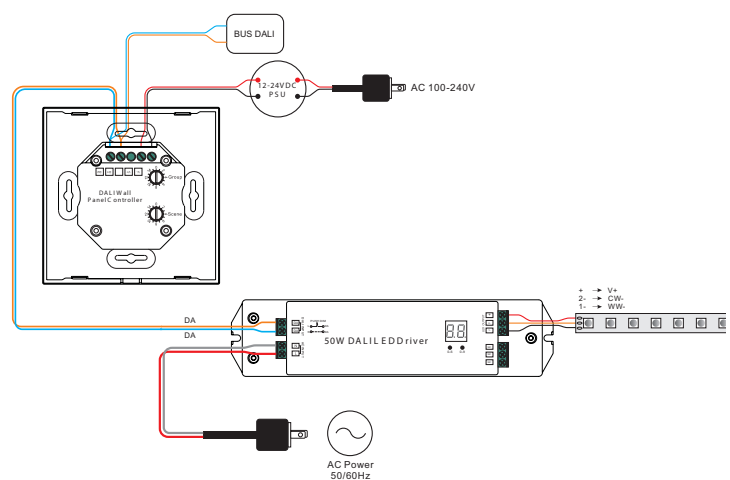 BUS DALI
12-24VDC
PSU
AC 100-240V
Group
DALI Wall
Panel Controller
Scene
+ → V+
2- → CW-
1- → WW-
DA
DA
50W DALI LED Driver
AC Power
50/60Hz